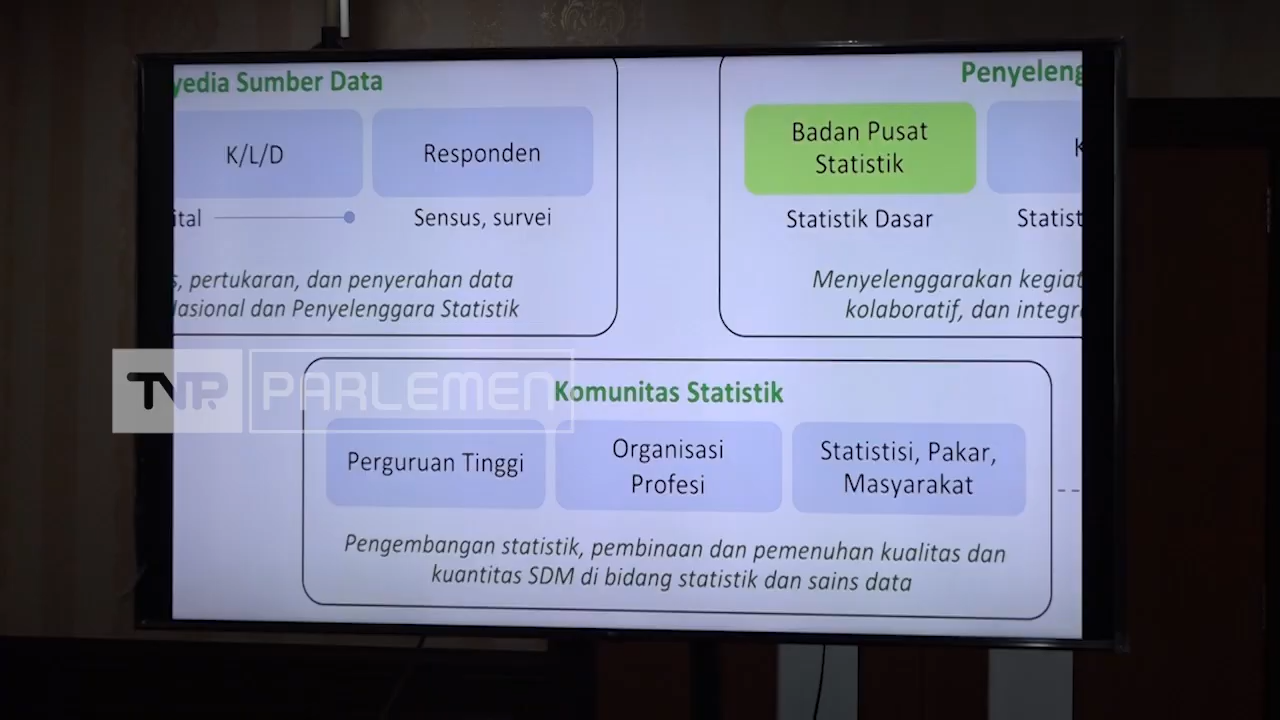 yedia Sumber Data
K/L/D
Responden
ital
Sensus, survei
s, pertukaran, dan penyerahan data
Nasional dan Penyelenggara Statistik
Penyeleng
Badan Pusat
Statistik
K
Statistik Dasar
Statist
Menyelenggarakan kegiat
kolaboratif, dan integr
TVR PARLEMEN
Komunitas Statistik
Perguruan Tinggi
Organisasi
Profesi
Statistisi, Pakar,
Masyarakat
Pengembangan statistik, pembinaan dan pemenuhan kualitas dan
kuantitas SDM di bidang statistik dan sains data